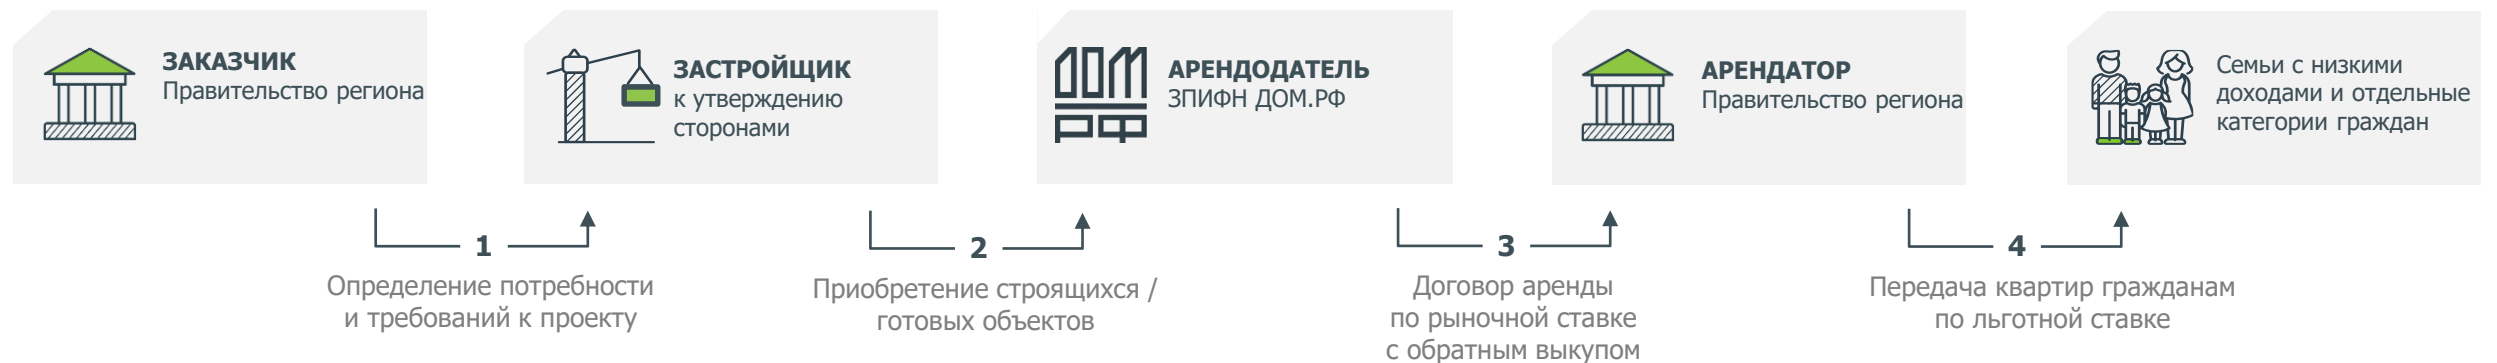 ЗАКАЗЧИК
Правительство региона
ЗАСТРОЙЩИК
к утверждению
сторонами
ДОМ
РФ
АРЕНДОДАТЕЛЬ
ЗПИФН ДОМ.РФ
АРЕНДАТОР
Правительство региона
Семьи с низкими
доходами и отдельные
категории граждан
1
Определение потребности
и требований к проекту
2
Приобретение строящихся /
готовых объектов
3
Договор аренды
по рыночной ставке
с обратным выкупом
4
Передача квартир гражданам
по льготной ставке